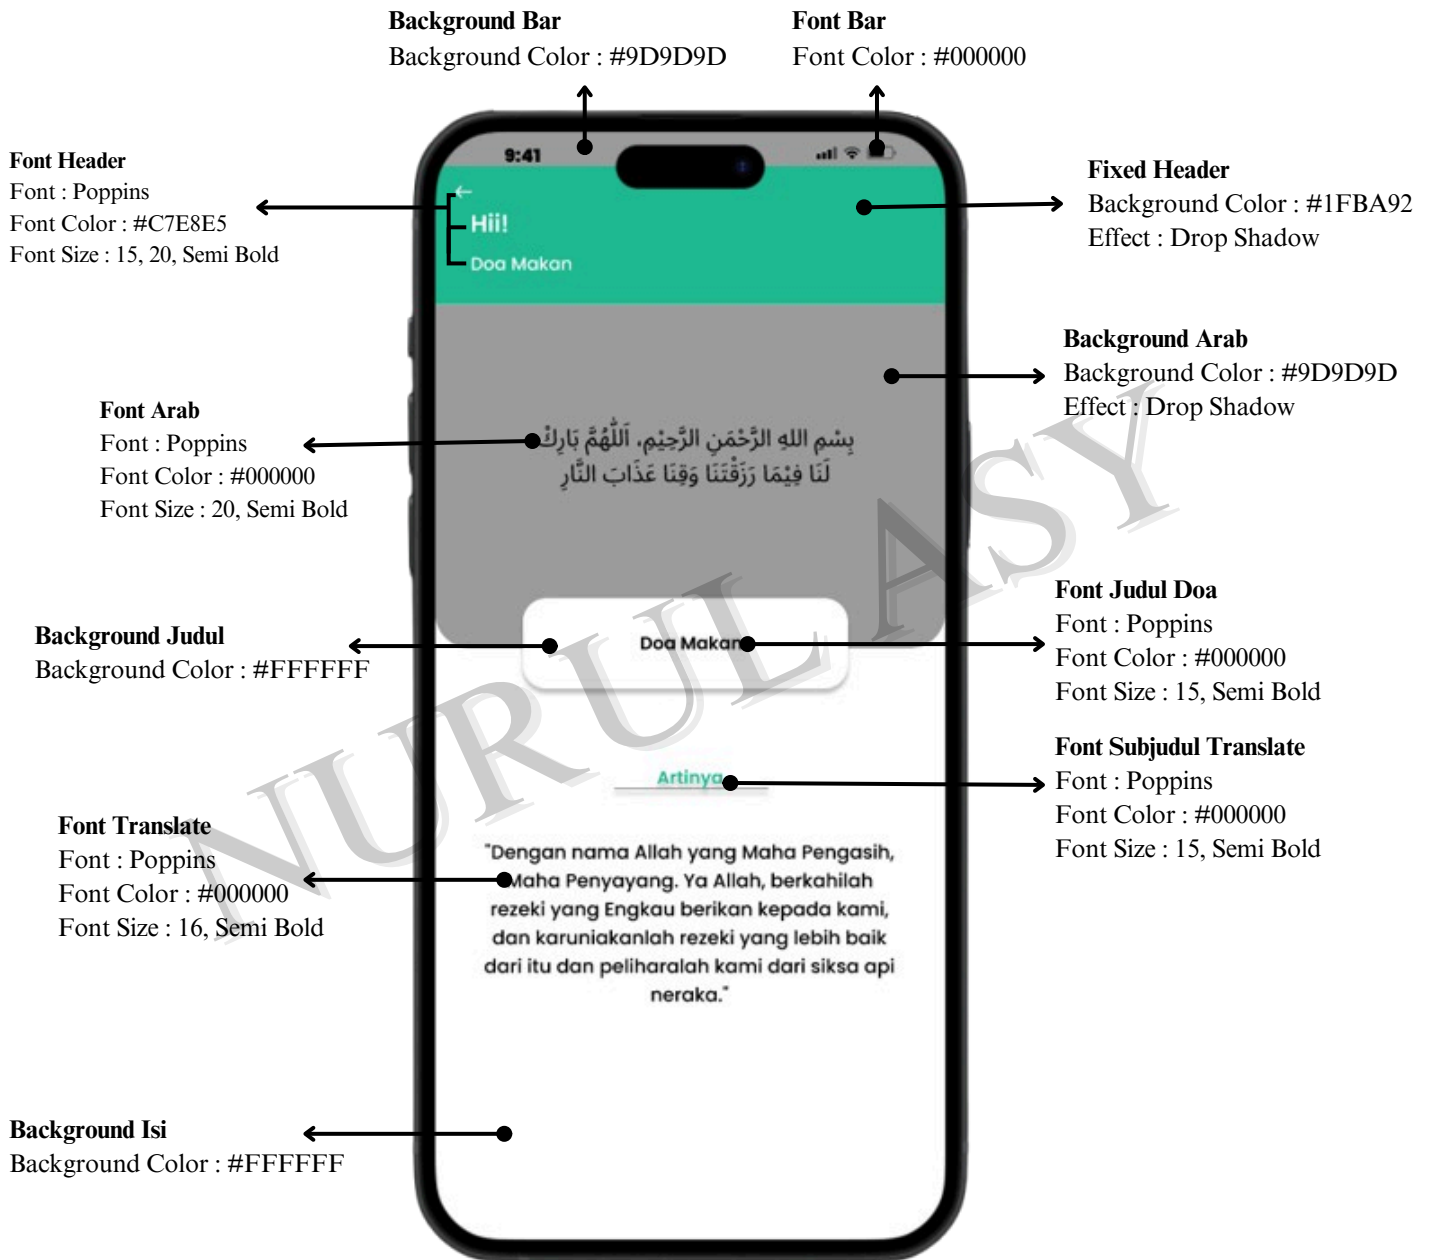 Background Bar
Background Color : #9D9D9D
Font Bar
Font Color : #000000
Font Header
Font : Poppins
Font Color : #C7E8E5
Font Size : 15, 20, Semi Bold
9:41
Hii!
Doa Makan
Fixed Header
Background Color : #1FBA92
Effect : Drop Shadow
Background Arab
Background Color : #9D9D9D
Effect : Drop Shadow
Font Arab
Font : Poppins
Font Color : #000000
Font Size : 20, Semi Bold
بِسْمِ اللهِ الرَّحْمَنِ الرَّحِيْمِ، اَللّٰهُمَّ بَارِكْ
لَنَا فِيْمَا رَزَقْتَنَا وَقِنَا عَذَابَ النَّارِ
Background Judul
Background Color : #FFFFFF
Doa Makan
Font Judul Doa
Font : Poppins
Font Color : #000000
Font Size : 15, Semi Bold
Artinya
Font Subjudul Translate
Font : Poppins
Font Color : #000000
Font Size : 15, Semi Bold
Font Translate
Font : Poppins
Font Color : #000000
Font Size : 16, Semi Bold
"Dengan nama Allah yang Maha Pengasih,
Maha Penyayang. Ya Allah, berkahilah
rezeki yang Engkau berikan kepada kami,
dan karuniakanlah rezeki yang lebih baik
dari itu dan peliharalah kami dari siksa api
neraka."
Background Isi
Background Color : #FFFFFF
NURUL ASY